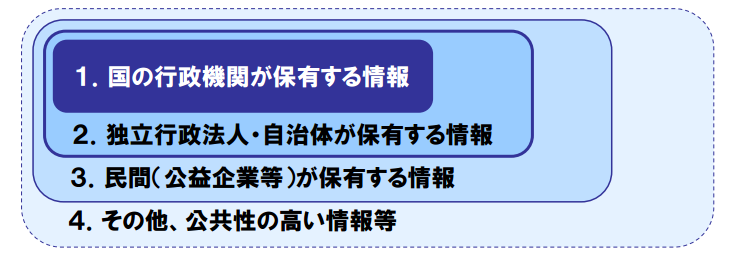 １．国の行政機関が保有する情報
２．独立行政法人・自治体が保有する情報
３．民間（公益企業等）が保有する情報
４．その他、公共性の高い情報等